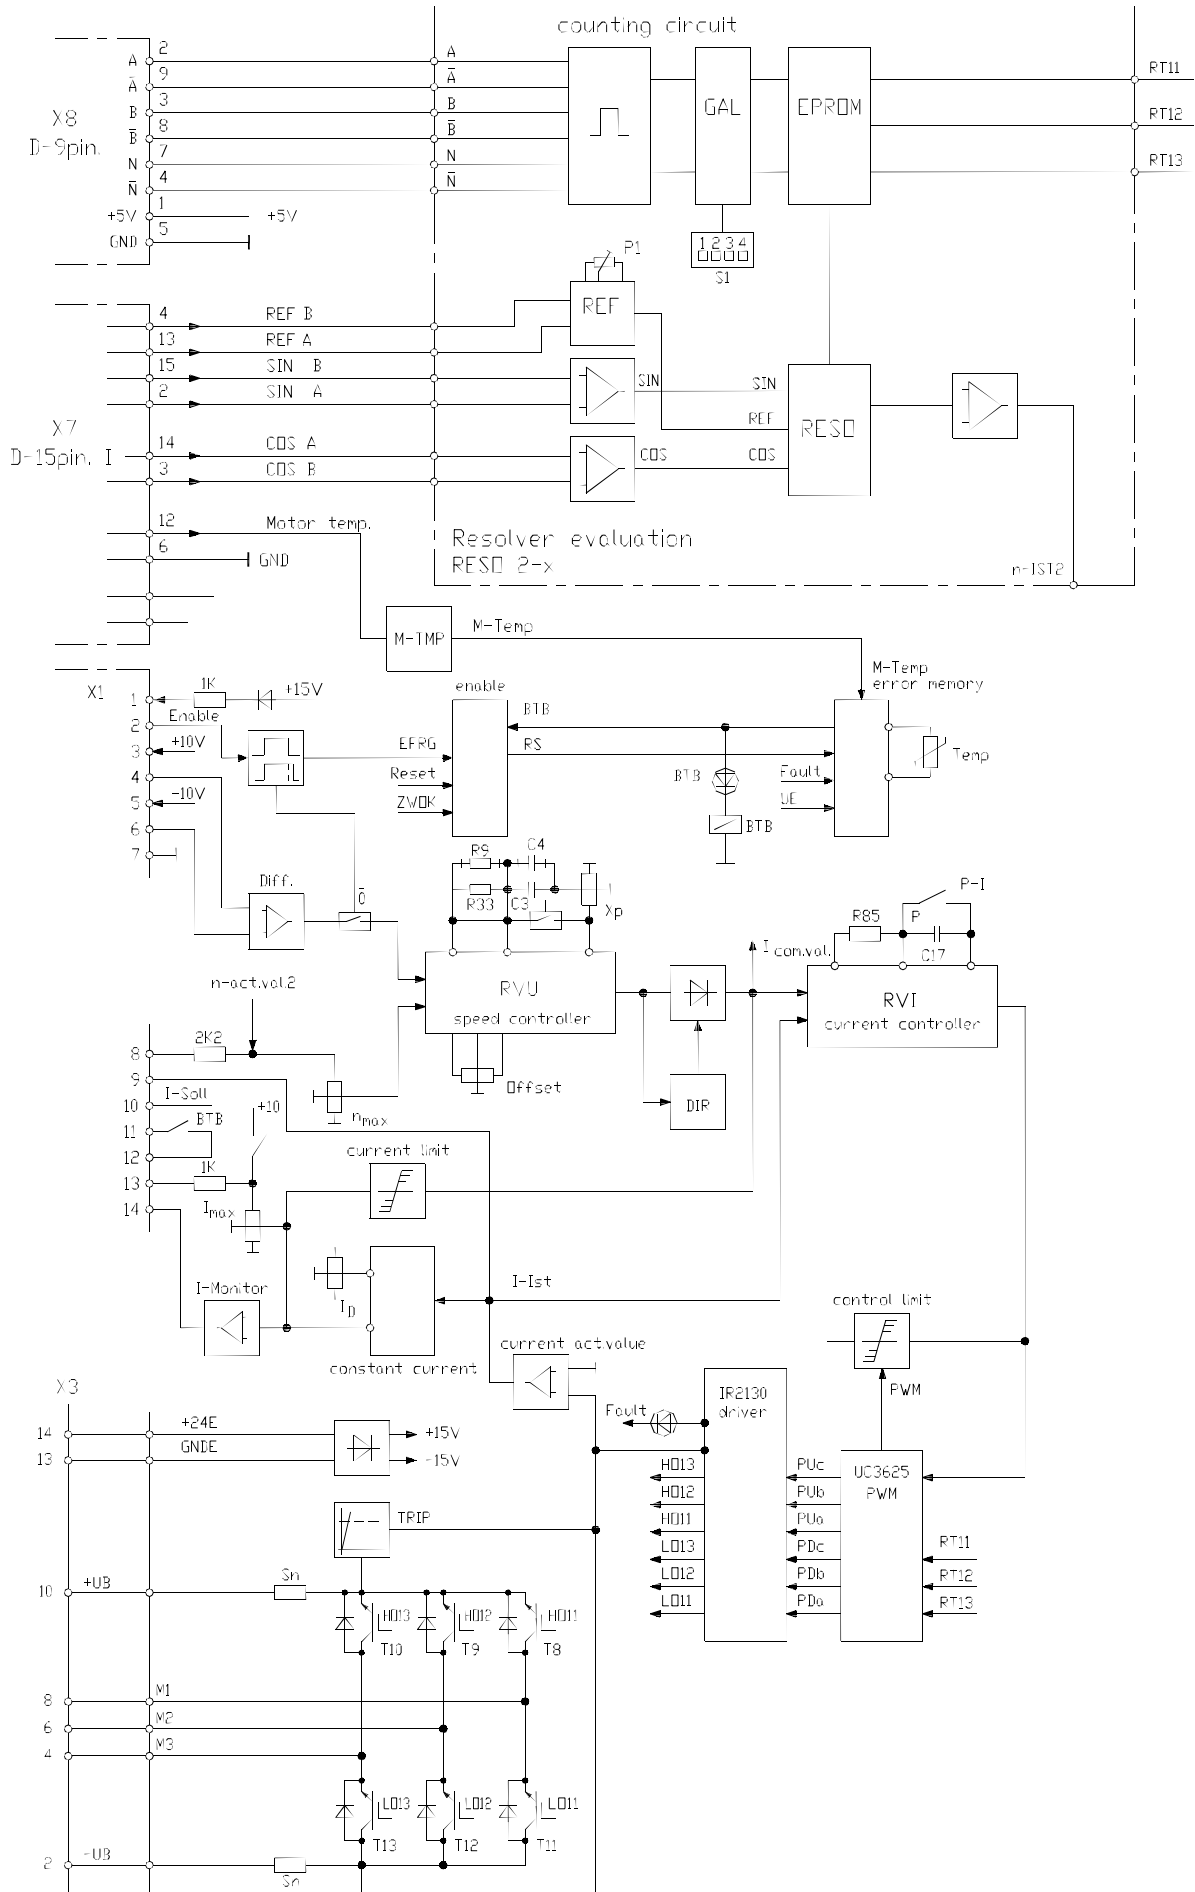 counting circuit
2
A
A
RT11
9
A̅
A̅
X8
D-9pin.
3
B
B
GAL
EPROM
RT12
8
B̅
B̅
7
N
N
RT13
4
N̅
N̅
1
+5V
+5V
5
GND
1 2 3 4
S1
P1
REF
4
REF B
13
REF A
15
SIN B
2
SIN A
SIN
SIN
REF
RESO
X7
D-15pin. I
14
COS A
3
COS B
COS
COS
12
Motor temp.
6
GND
Resolver evaluation
RESO 2-x
n-IST2
M-TMP
M-Temp
M-Temp
error memory
X1
1
1K
+15V
enable
2
Enable
BTB
3
+10V
EFRG
RS
4
Reset
BTB
Fault
Temp
5
-10V
ZWOK
UE
6
BTB
7
R9
C4
Diff.
0̅
R33
C3
Xp
P-I
R85
P
C17
I com.val.
n-act.val.2
RVU
speed controller
RVI
current controller
8
2K2
9
Offset
DIR
10
I-Soll
+10
nmax
11
BTB
12
current limit
13
1K
14
Imax
I-Monitor
ID
I-Ist
control limit
constant current
current act.value
X3
PWM
IR2130
driver
Fault
14
+24E
+15V
13
GNDE
-15V
HO13
PUc
UC3625
PWM
HO12
PUb
TRIP
HO11
PUa
LO13
PDc
RT11
LO12
PDb
RT12
LO11
PDa
RT13
10
+UB
Sn
HO13
HO12
HO11
T10
T9
T8
8
M1
6
M2
4
M3
LO13
LO12
LO11
T13
T12
T11
2
-UB
Sn